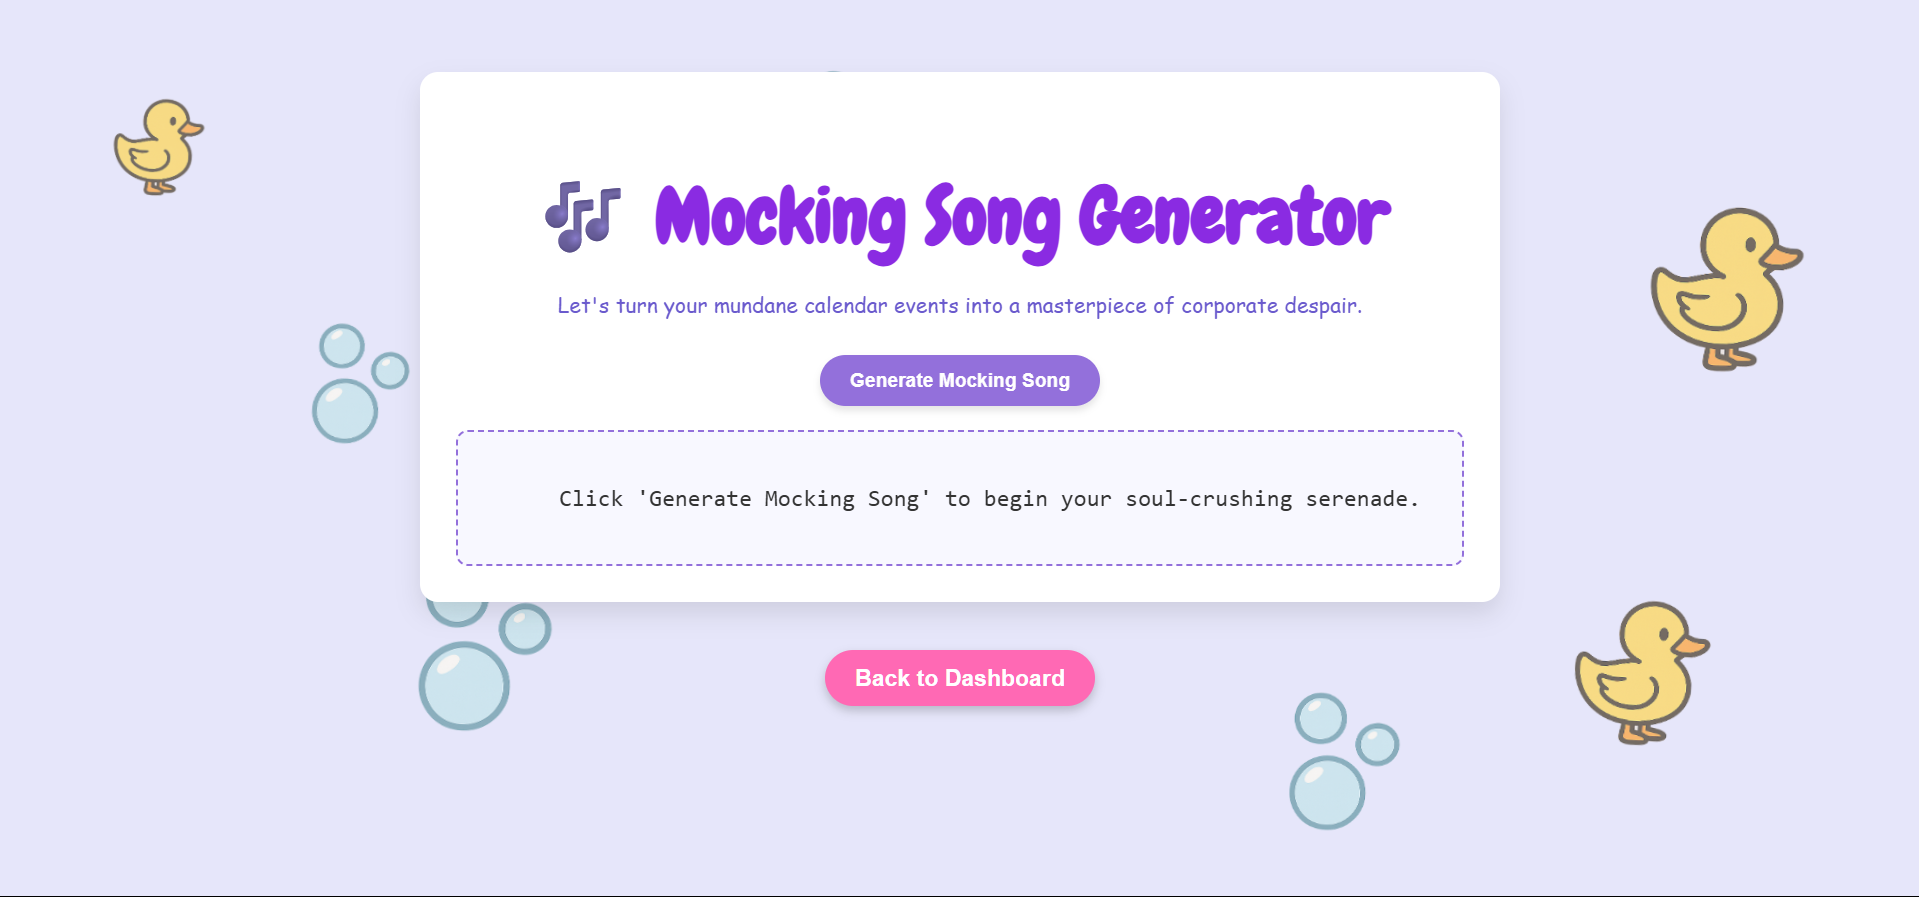 Mocking Song Generator
Let's turn your mundane calendar events into a masterpiece of corporate despair.
Generate Mocking Song
Click 'Generate Mocking Song' to begin your soul-crushing serenade.
Back to Dashboard